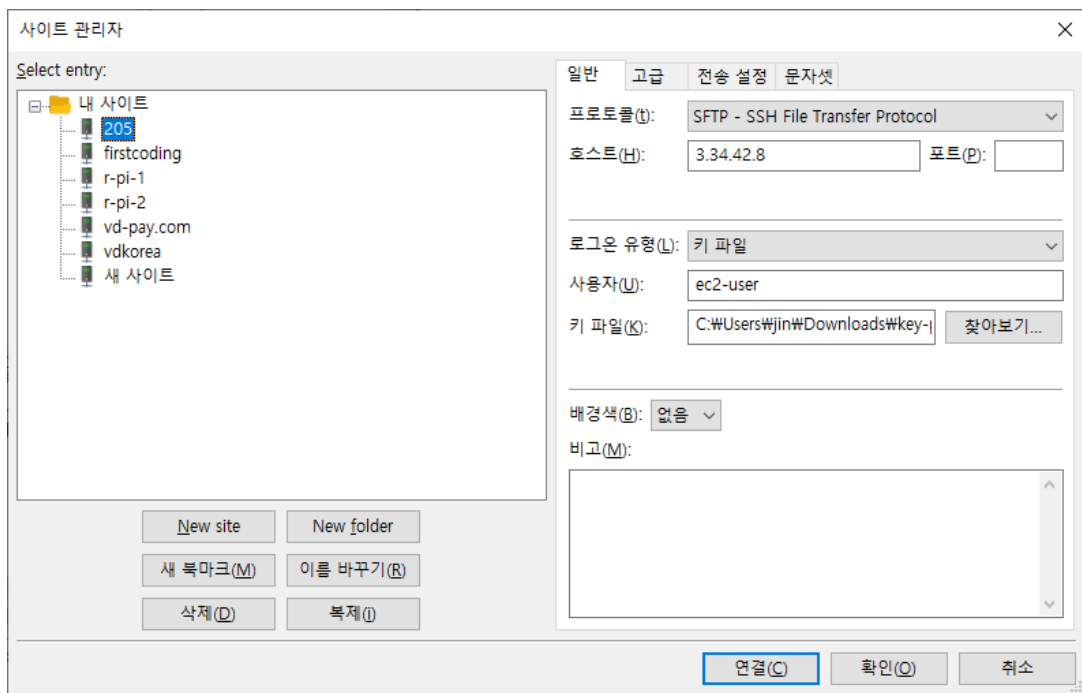 사이트 관리자
Select entry:
내 사이트
205
firstcoding
r-pi-1
r-pi-2
vd-pay.com
vdkorea
새 사이트
New site New folder
새 북마크(M) 이름 바꾸기(R)
삭제(D) 복제(I)
일반 고급 전송 설정 문자셋
프로토콜(t): SFTP - SSH File Transfer Protocol
호스트(H): 3.34.42.8 포트(P):
로그온 유형(L): 키 파일
사용자(U): ec2-user
키 파일(K): C:₩Users₩jin₩Downloads₩key- 찾아보기...
배경색(B): 없음
비고(M):
연결(C) 확인(O) 취소